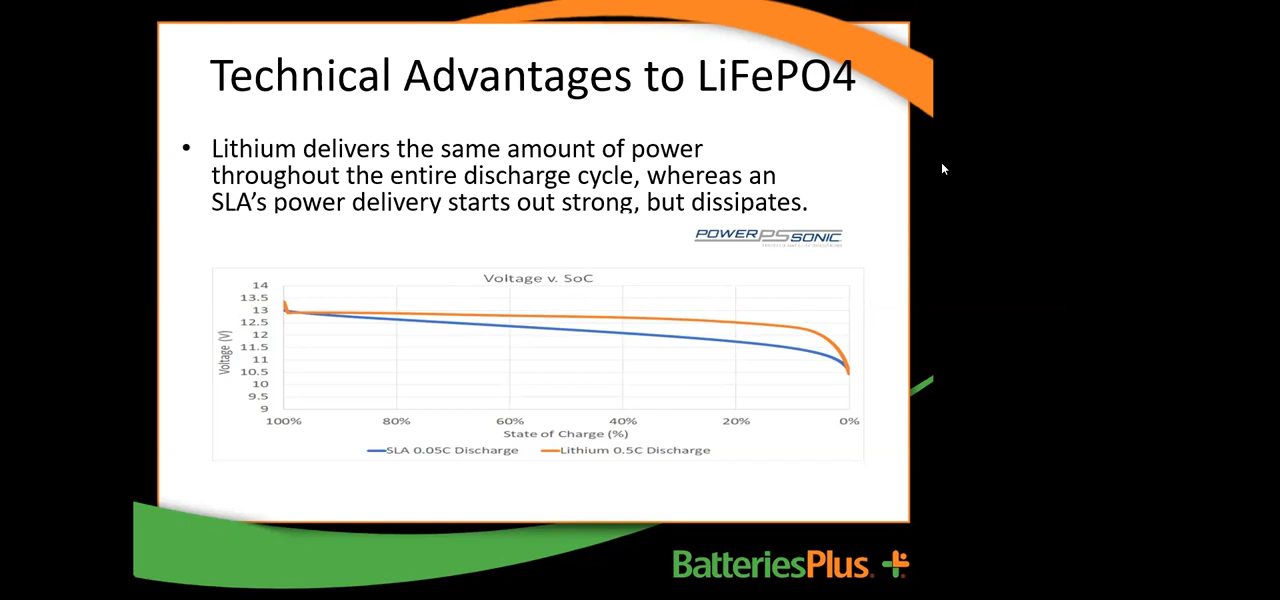 Technical Advantages to LiFePO4
• Lithium delivers the same amount of power
throughout the entire discharge cycle, whereas an
SLA's power delivery starts out strong, but dissipates.
POWER PS SONIC
Voltage v. SoC
Voltage (V)
14
13.5
13
12.5
12
11.5
11
10.5
10
9.5
9
100% 80% 60% 40% 20% 0%
State of Charge (%)
SLA 0.05C Discharge Lithium 0.5C Discharge
BatteriesPlus